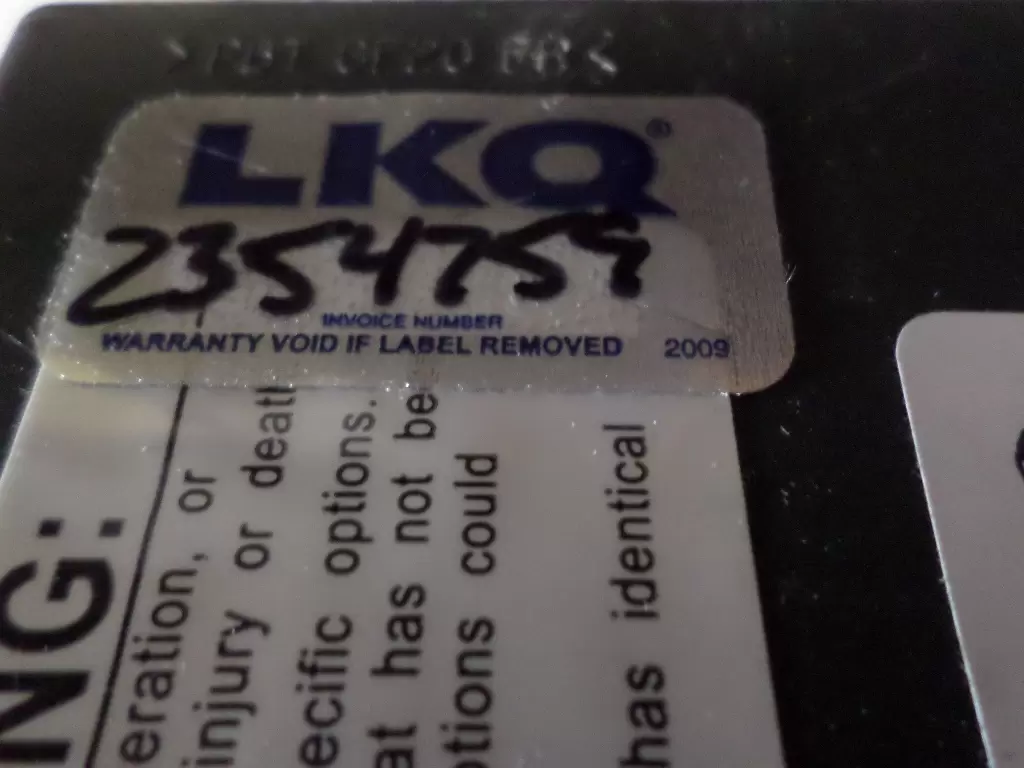 LKQ®
2354759
INVOICE NUMBER
WARRANTY VOID IF LABEL REMOVED 2009
NG:
eration, or
injury or death
ecific options.
at has not be
otions could
has identical